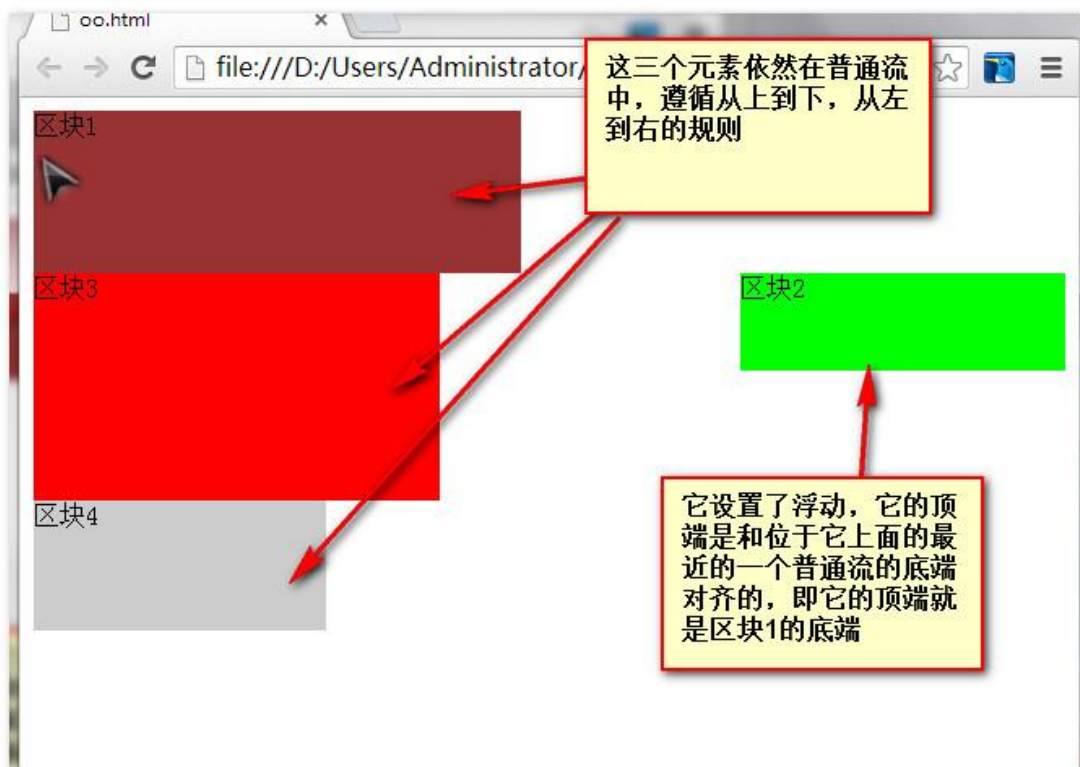 oo.html
file:///D:/Users/Administrator/
这三个元素依然在普通流
中，遵循从上到下，从左
到右的规则
区块1
区块3
区块2
区块4
它设置了浮动，它的顶
端是和位于它上面的最
近的一个普通流的底端
对齐的，即它的顶端就
是区块1的底端